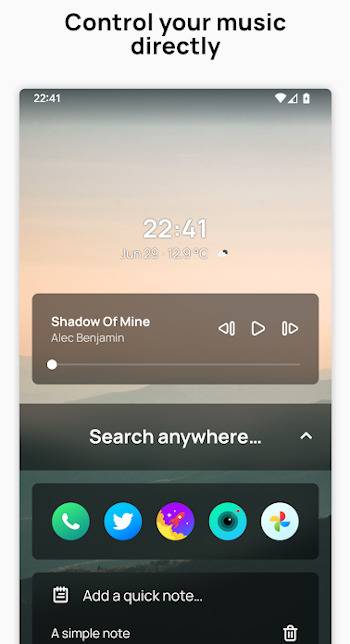 Control your music
directly
22:41
22:41
Jun 29 · 12.9 °C
Shadow Of Mine
Alec Benjamin
Search anywhere...
Add a quick note...
A simple note